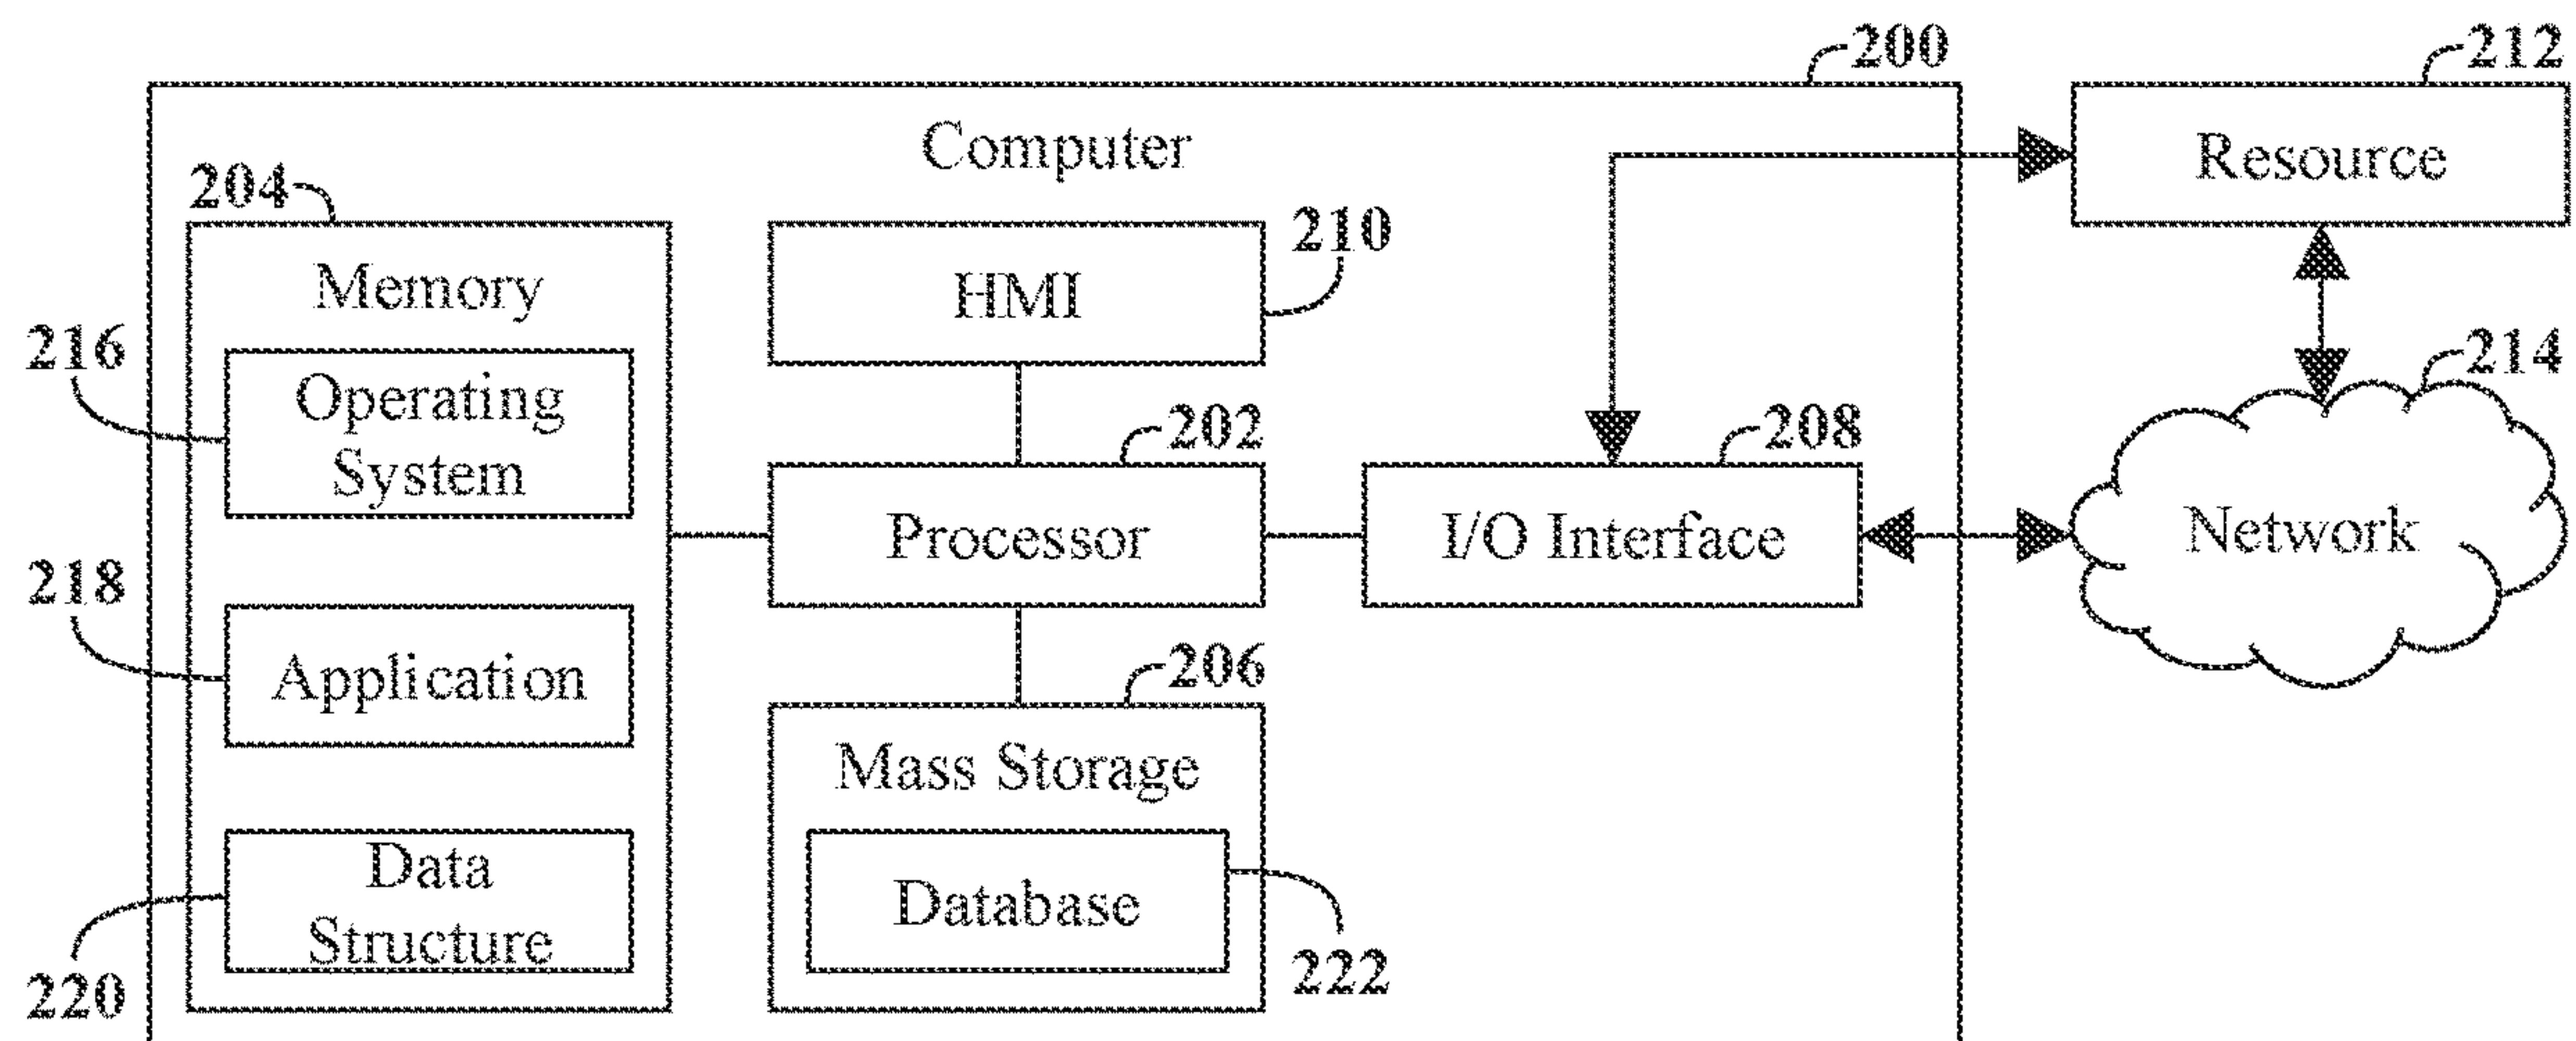 200
212
Computer
Resource
204
210
Memory
HMI
216
Operating
System
214
202
208
Processor
I/O Interface
Network
218
Application
206
Mass Storage
Data
Structure
Database
220
222